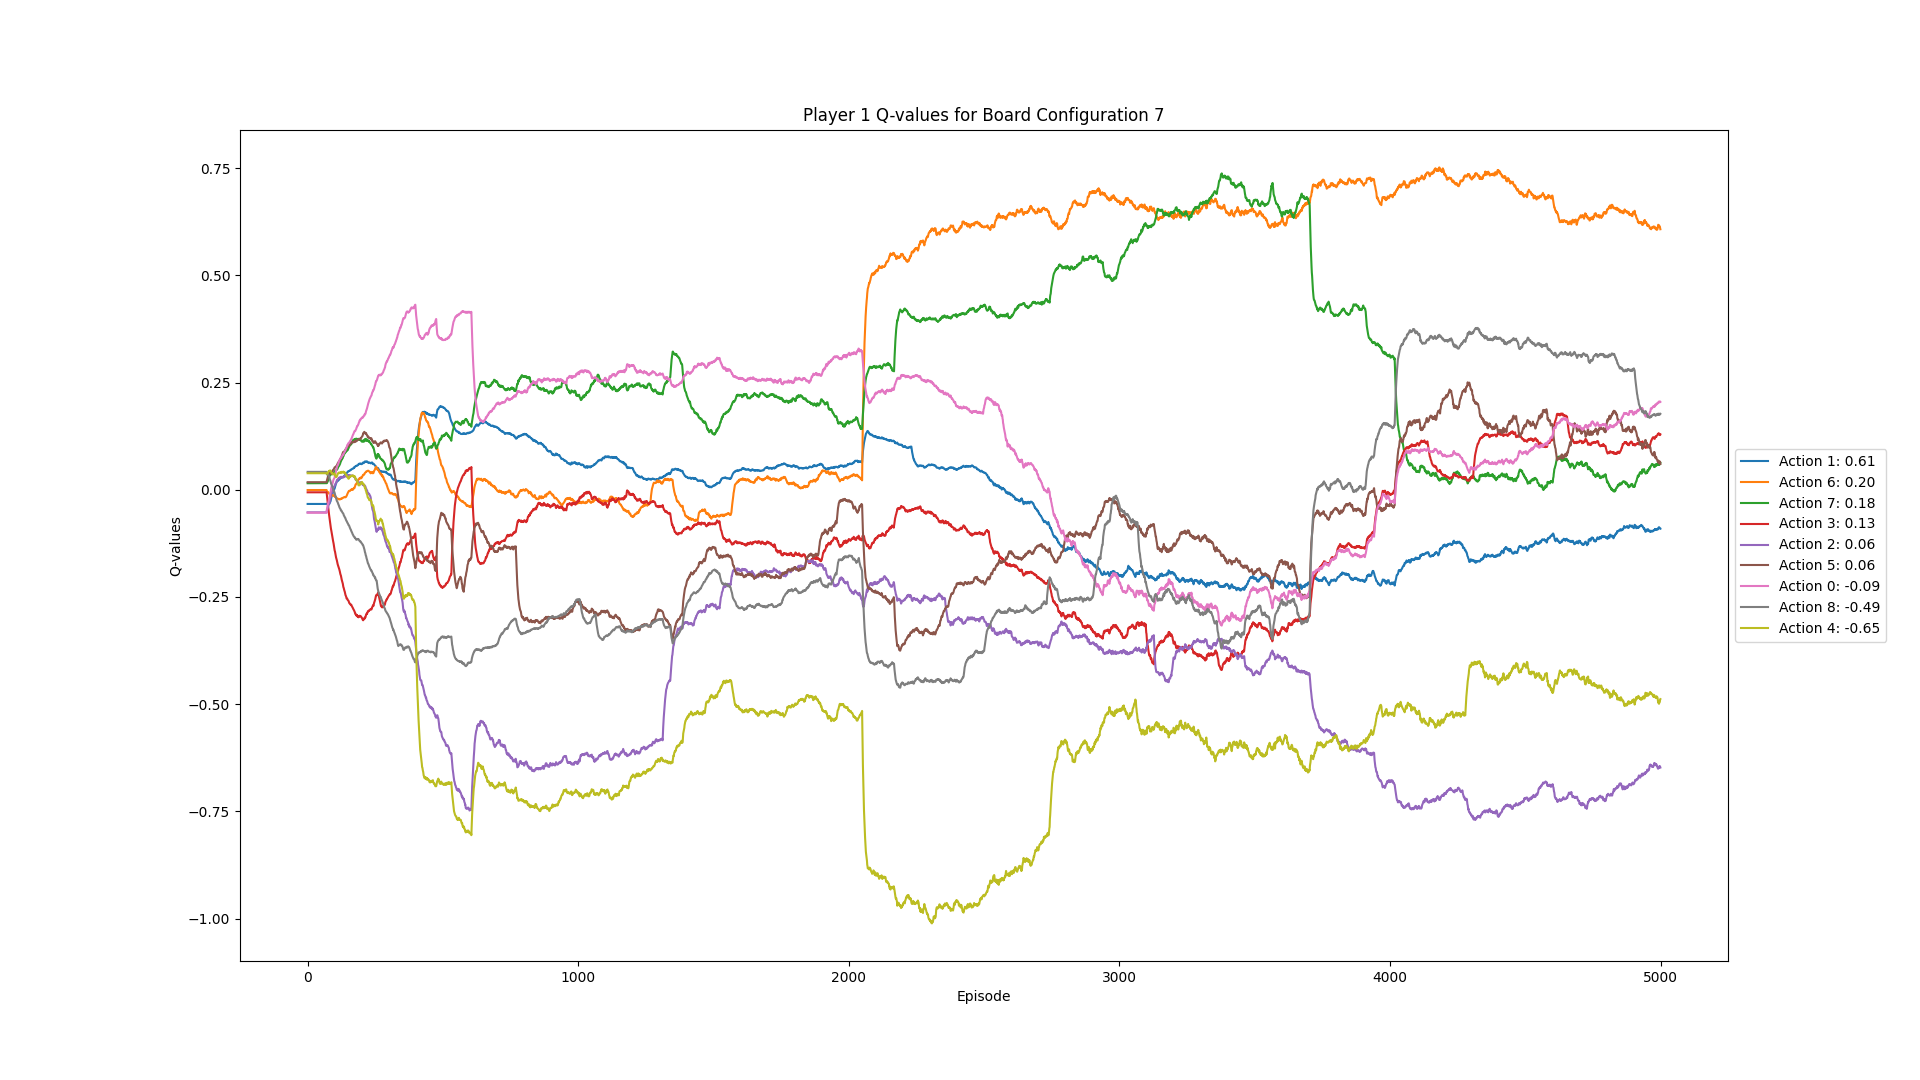 Player 1 Q-values for Board Configuration 7
0.75
0.50
0.25
0.00
−0.25
−0.50
−0.75
−1.00
Q-values
0 1000 2000 3000 4000 5000
Episode
Action 1: 0.61
Action 6: 0.20
Action 7: 0.18
Action 3: 0.13
Action 2: 0.06
Action 5: 0.06
Action 0: -0.09
Action 8: -0.49
Action 4: -0.65